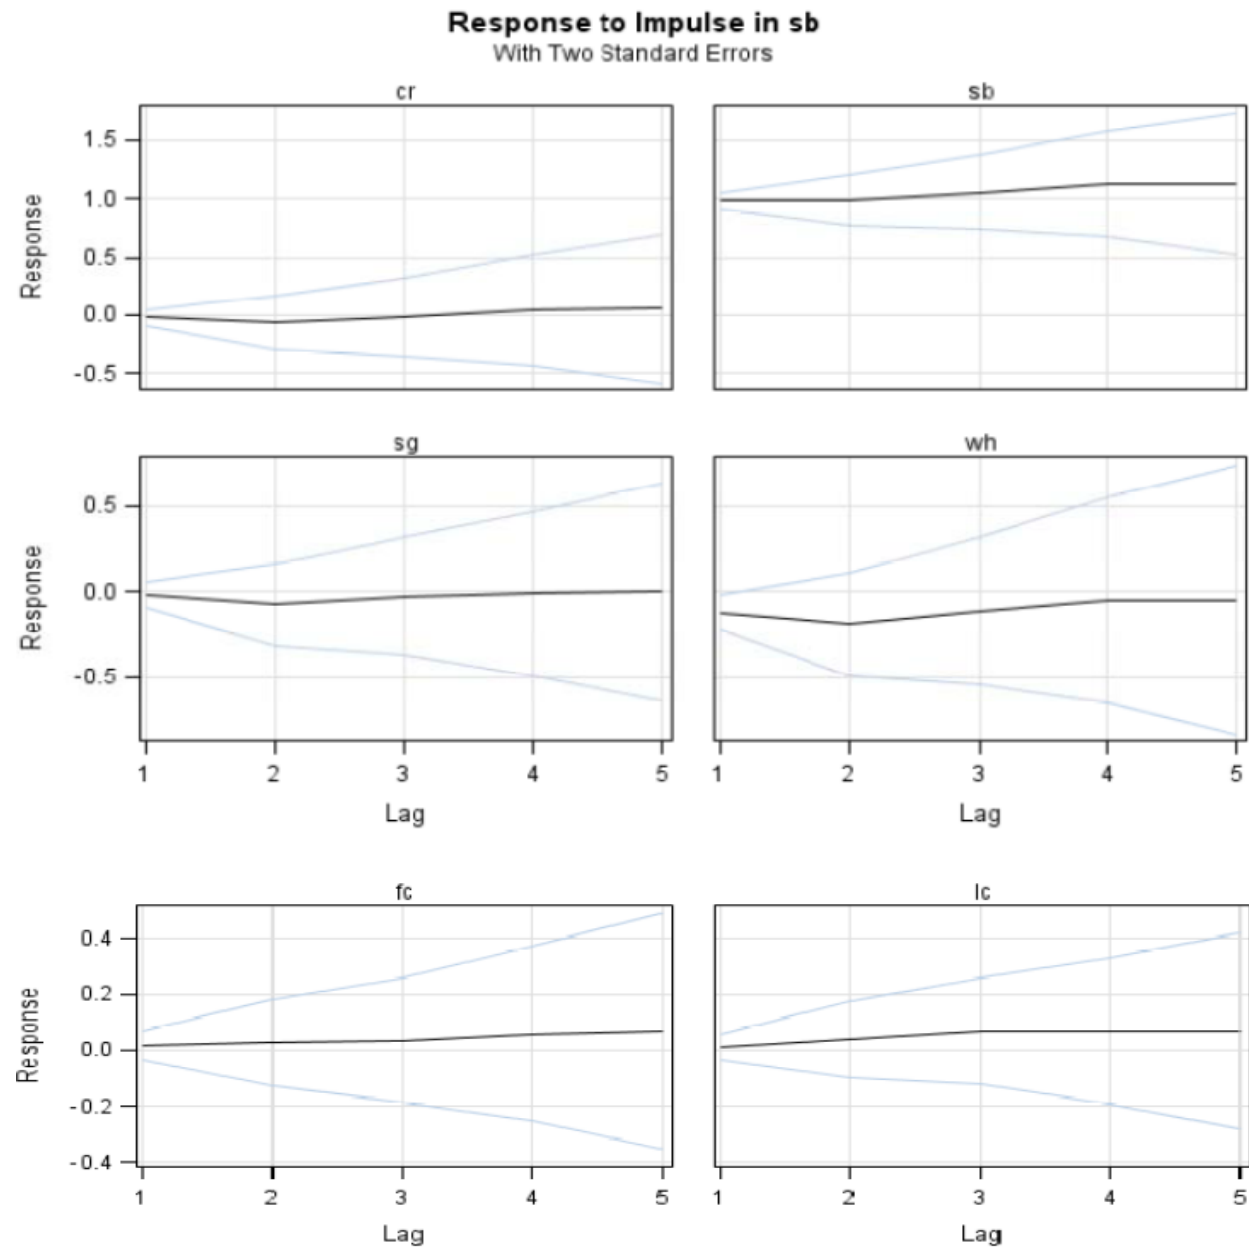 Response to Impulse in sb
With Two Standard Errors
cr
sb
1.5
1.0
0.5
0.0
-0.5
Response
sg
wh
0.5
0.0
-0.5
Response
1 2 3 4 5
1 2 3 4 5
Lag
Lag
fc
lc
0.4
0.2
0.0
-0.2
-0.4
Response
1 2 3 4 5
1 2 3 4 5
Lag
Lag